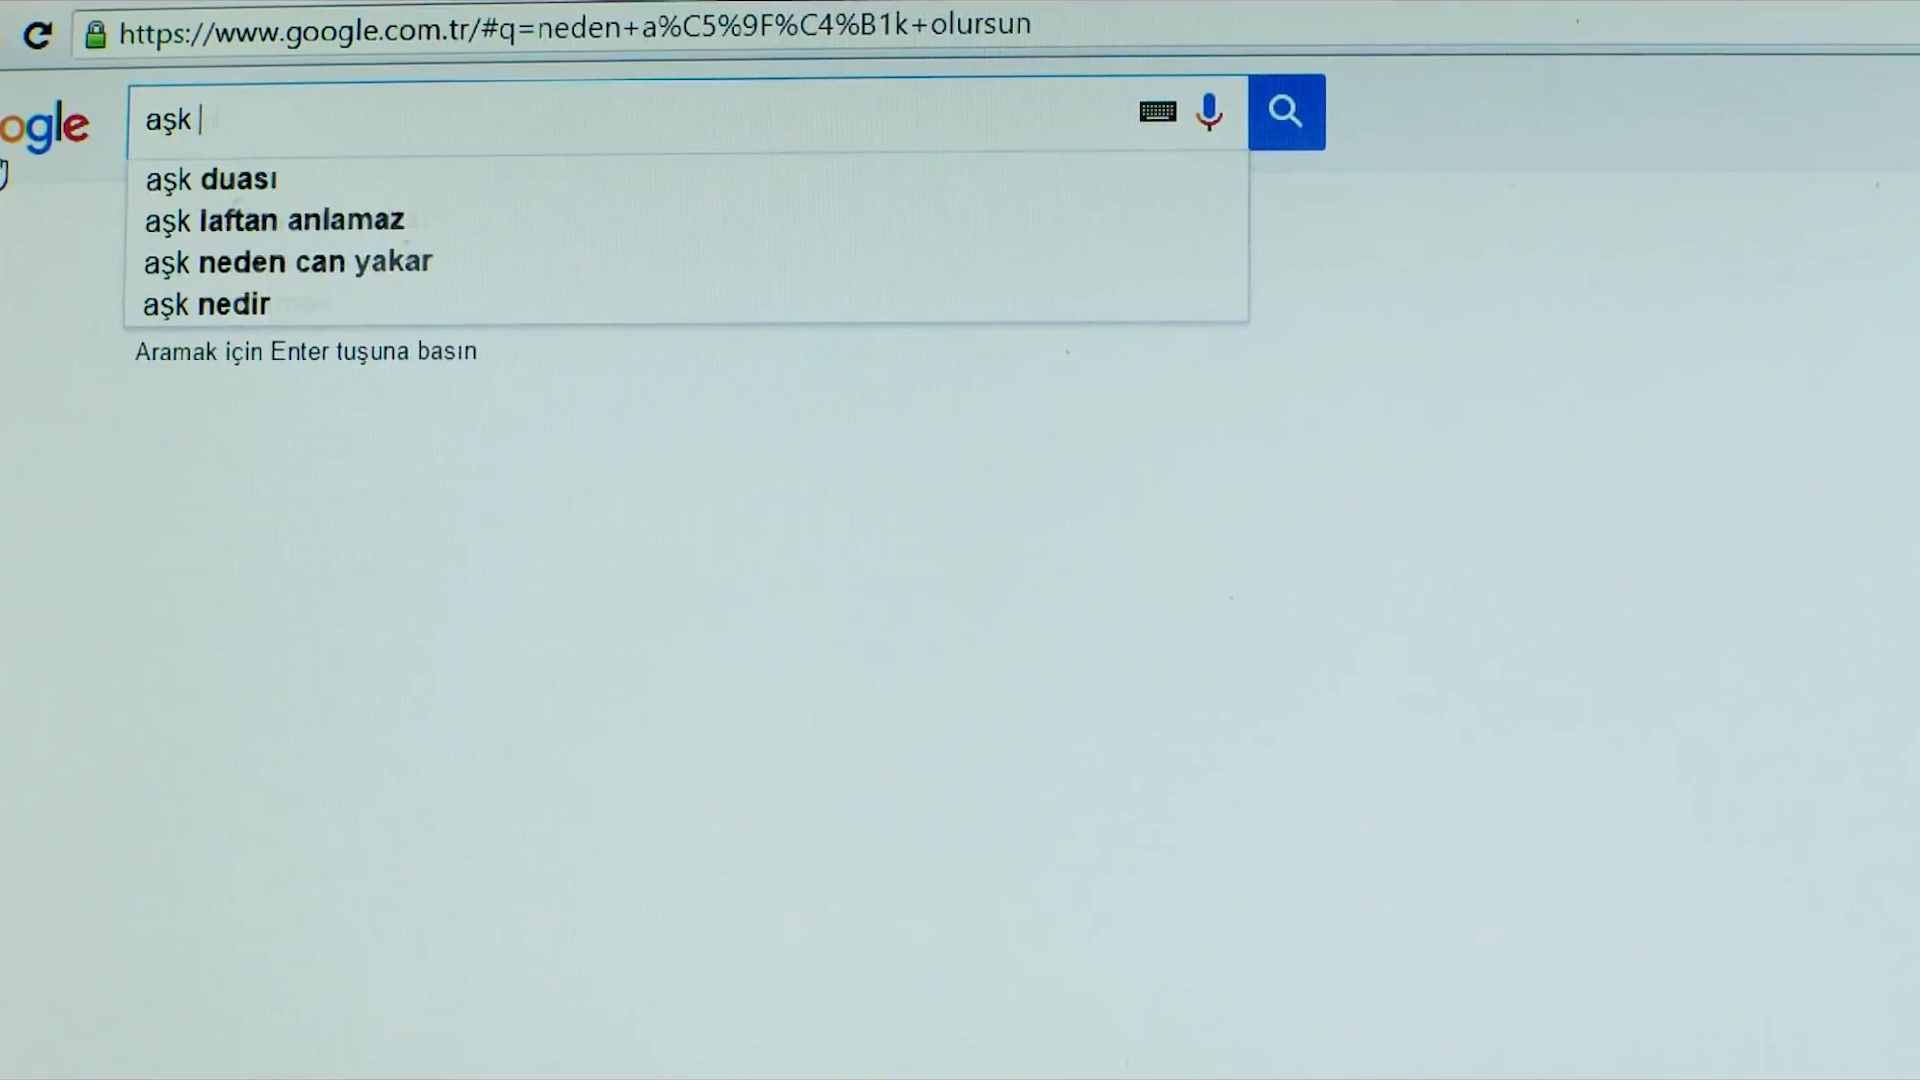 https://www.google.com.tr/#q=neden+a%C5%9F%C4%B1k+olursun
ogle
aşk
aşk duası
aşk laftan anlamaz
aşk neden can yakar
aşk nedir
Aramak için Enter tuşuna basın